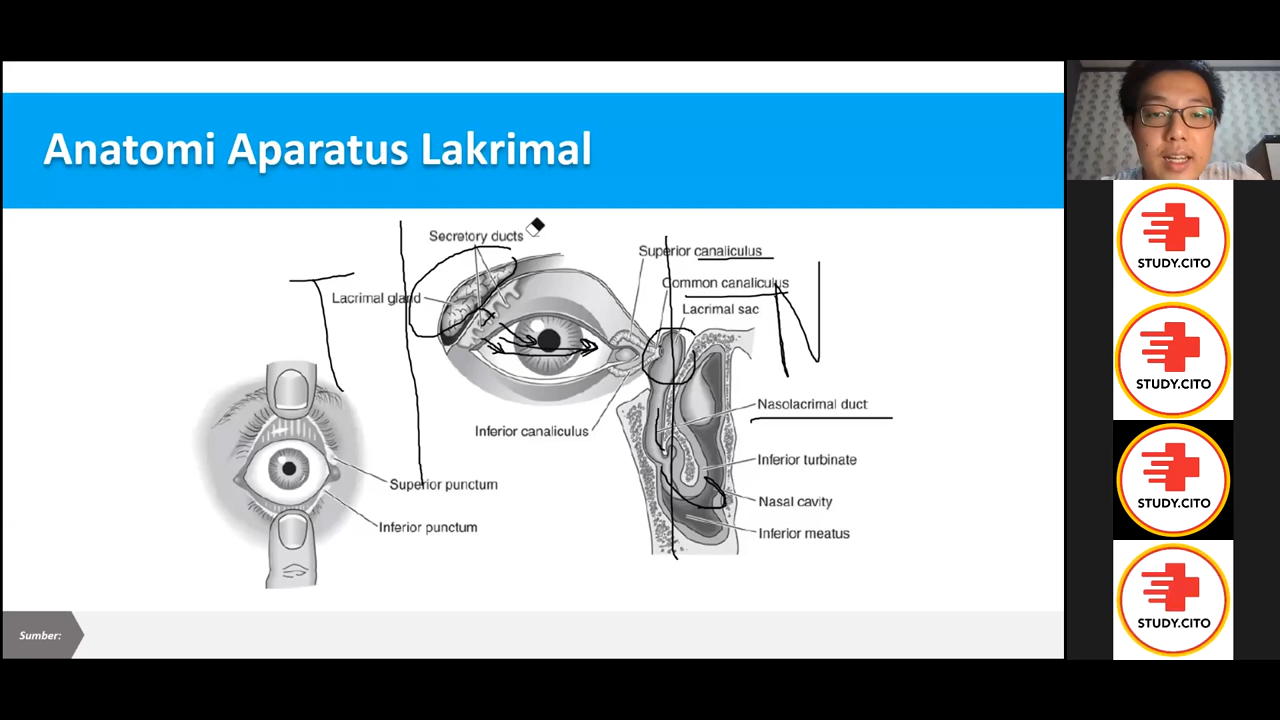 Anatomi Aparatus Lakrimal
Secretory ducts
Superior canaliculus
Common canaliculus
Lacrimal gland
Lacrimal sac
T
N
Nasolacrimal duct
Inferior canaliculus
Inferior turbinate
Superior punctum
Nasal cavity
Inferior punctum
Inferior meatus
Sumber:
STUDY.CITO
STUDY.CITO
STUDY.CITO
STUDY.CITO